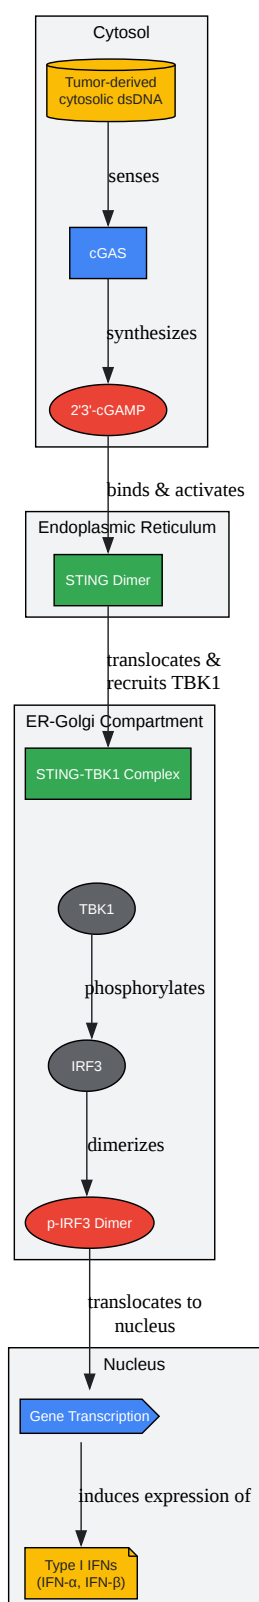 Cytosol
Tumor-derived
cytosolic dsDNA
senses
cGAS
synthesizes
2'3'-cGAMP
binds & activates
Endoplasmic Reticulum
STING Dimer
translocates &
recruits TBK1
ER-Golgi Compartment
STING-TBK1 Complex
TBK1
phosphorylates
IRF3
dimerizes
p-IRF3 Dimer
translocates to
nucleus
Nucleus
Gene Transcription
induces expression of
Type I IFNs
(IFN-α, IFN-β)